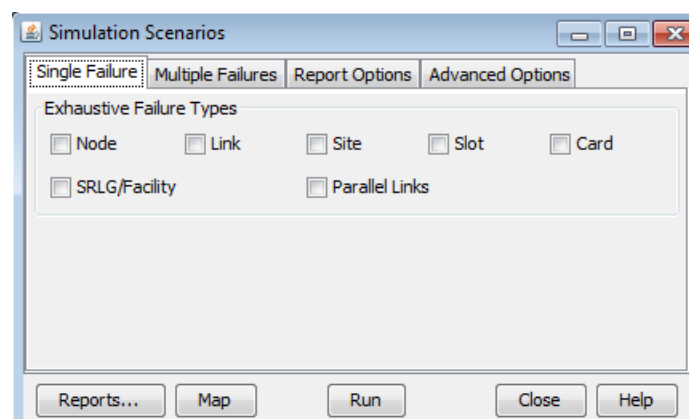 Simulation Scenarios
Single Failure Multiple Failures Report Options Advanced Options
Exhaustive Failure Types
Node Link Site Slot Card
SRLG/Facility Parallel Links
Reports... Map Run Close Help